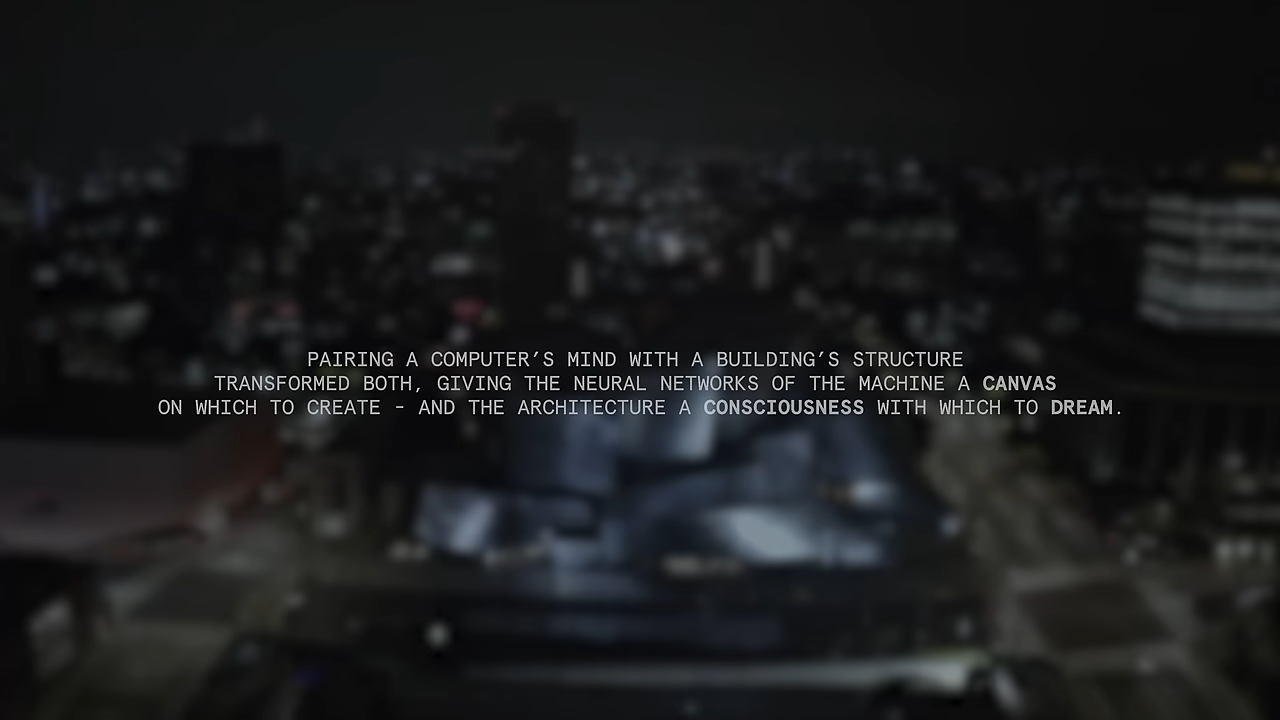 PAIRING A COMPUTER’S MIND WITH A BUILDING’S STRUCTURE
TRANSFORMED BOTH, GIVING THE NEURAL NETWORKS OF THE MACHINE A CANVAS
ON WHICH TO CREATE - AND THE ARCHITECTURE A CONSCIOUSNESS WITH WHICH TO DREAM.